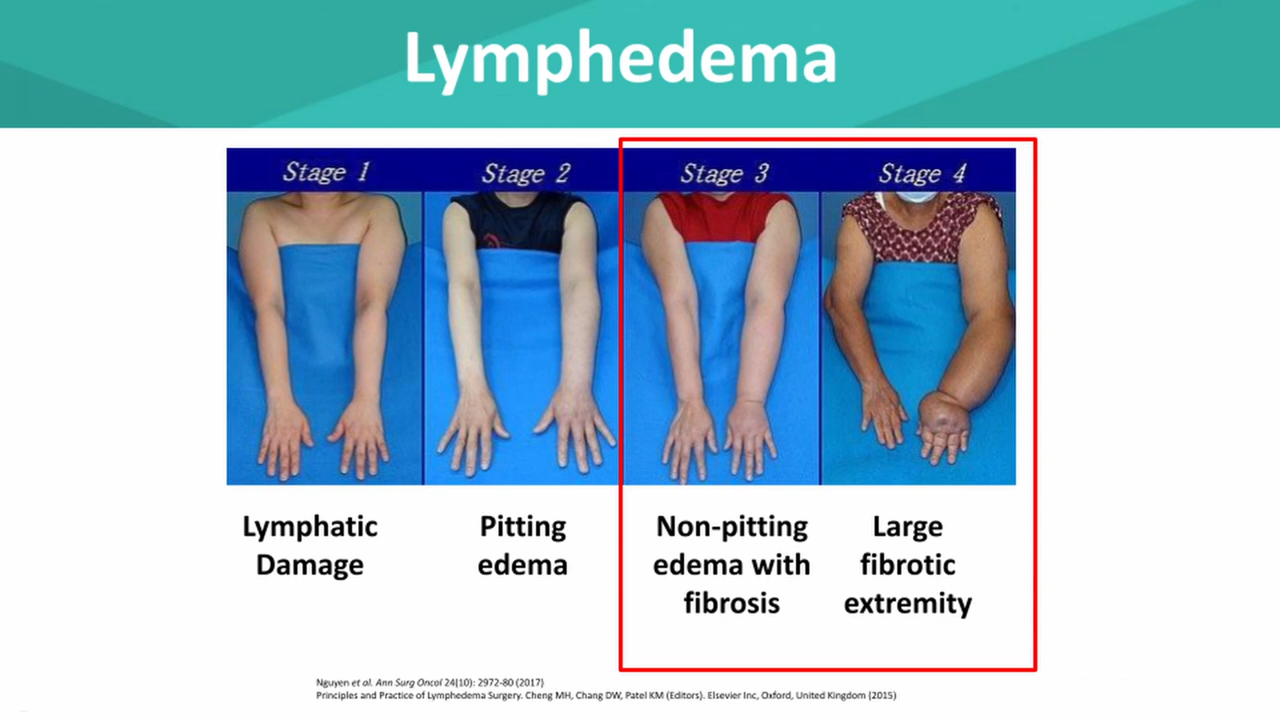 Lymphedema
Stage 1
Stage 2
Stage 3
Stage 4
Lymphatic
Damage
Pitting
edema
Non-pitting
edema with
fibrosis
Large
fibrotic
extremity
Nguyen et al. Ann Surg Oncol 24(10): 2972-80 (2017)
Principles and Practice of Lymphedema Surgery. Cheng MH, Chang DW, Patel KM (Editors). Elsevier Inc, Oxford, United Kingdom (2015)